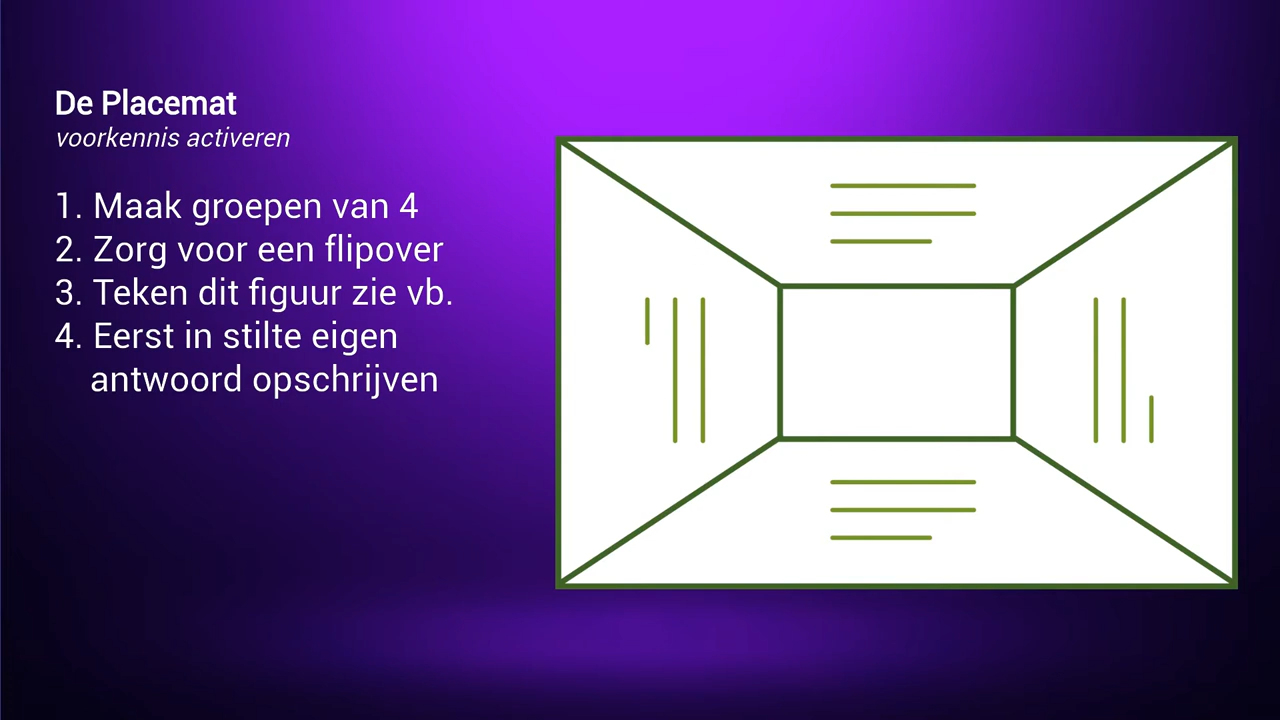 De Placemat
voorkennis activeren
1. Maak groepen van 4
2. Zorg voor een flipover
3. Teken dit figuur zie vb.
4. Eerst in stilte eigen
antwoord opschrijven